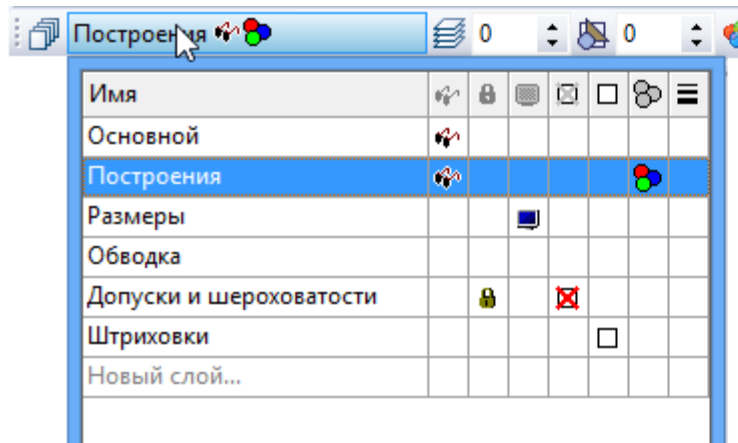 Построения 0 0
Имя
Основной
Построения
Размеры
Обводка
Допуски и шероховатости
Штриховки
Новый слой...